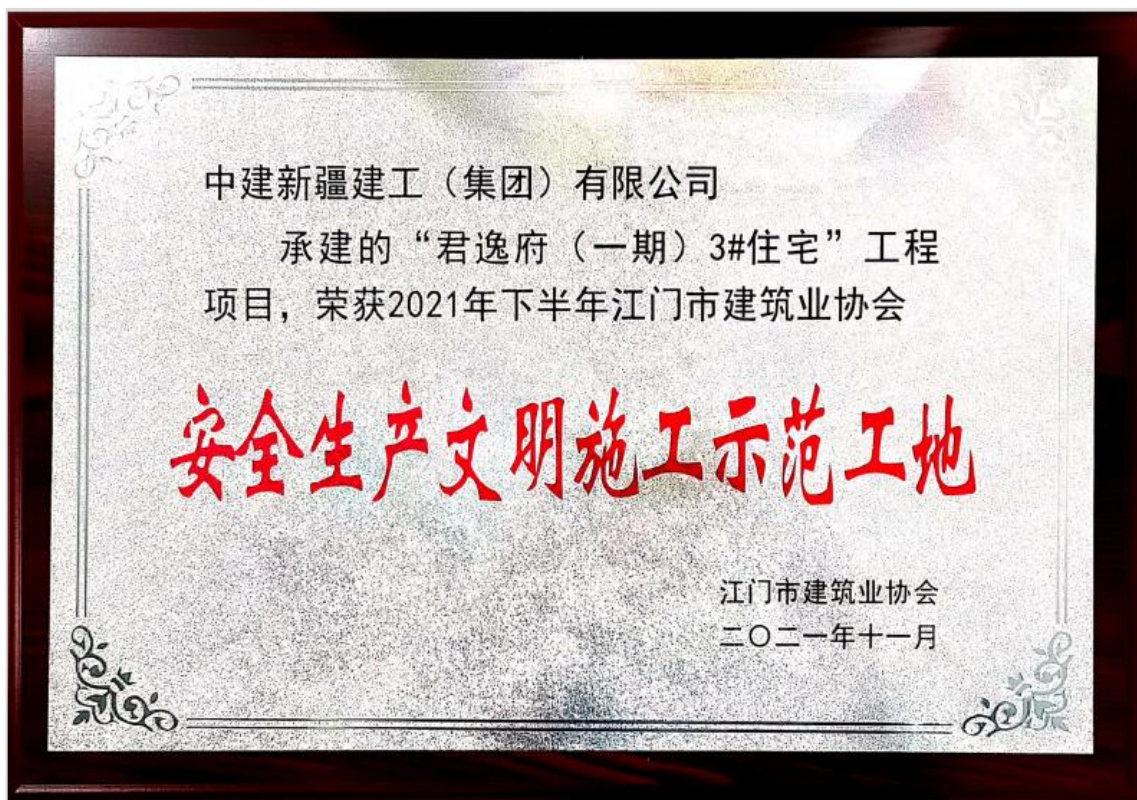 中建新疆建工（集团）有限公司
承建的“君逸府（一期）3#住宅”工程
项目，荣获2021年下半年江门市建筑业协会
安全生产文明施工示范工地
江门市建筑业协会
二〇二一年十一月